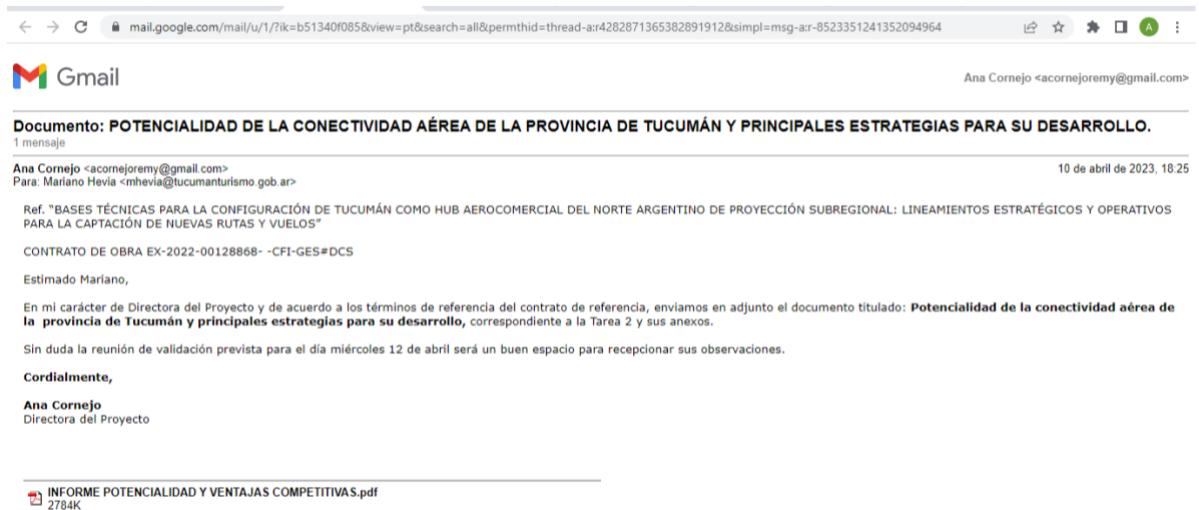 mail.google.com/mail/u/1/?ik=b51340f085&view=pt&search=all&permthid=thread-a:r4282871365382891912&simpl=msg-a:r-8523351241352094964
A
Gmail
Ana Cornejo <acornejoremy@gmail.com>
Documento: POTENCIALIDAD DE LA CONECTIVIDAD AÉREA DE LA PROVINCIA DE TUCUMÁN Y PRINCIPALES ESTRATEGIAS PARA SU DESARROLLO.
1 mensaje
Ana Cornejo <acornejoremy@gmail.com> 10 de abril de 2023, 18:25
Para: Mariano Hevia <mhevia@tucumanturismo.gob.ar>
Ref. "BASES TÉCNICAS PARA LA CONFIGURACIÓN DE TUCUMÁN COMO HUB AEROCOMERCIAL DEL NORTE ARGENTINO DE PROYECCIÓN SUBREGIONAL: LINEAMIENTOS ESTRATÉGICOS Y OPERATIVOS
PARA LA CAPTACIÓN DE NUEVAS RUTAS Y VUELOS"
CONTRATO DE OBRA EX-2022-00128868- -CFI-GES#DCS
Estimado Mariano,
En mi carácter de Directora del Proyecto y de acuerdo a los términos de referencia del contrato de referencia, enviamos en adjunto el documento titulado: Potencialidad de la conectividad aérea de
la provincia de Tucumán y principales estrategias para su desarrollo, correspondiente a la Tarea 2 y sus anexos.
Sin duda la reunión de validación prevista para el día miércoles 12 de abril será un buen espacio para recepcionar sus observaciones.
Cordialmente,
Ana Cornejo
Directora del Proyecto
INFORME POTENCIALIDAD Y VENTAJAS COMPETITIVAS.pdf
2784K